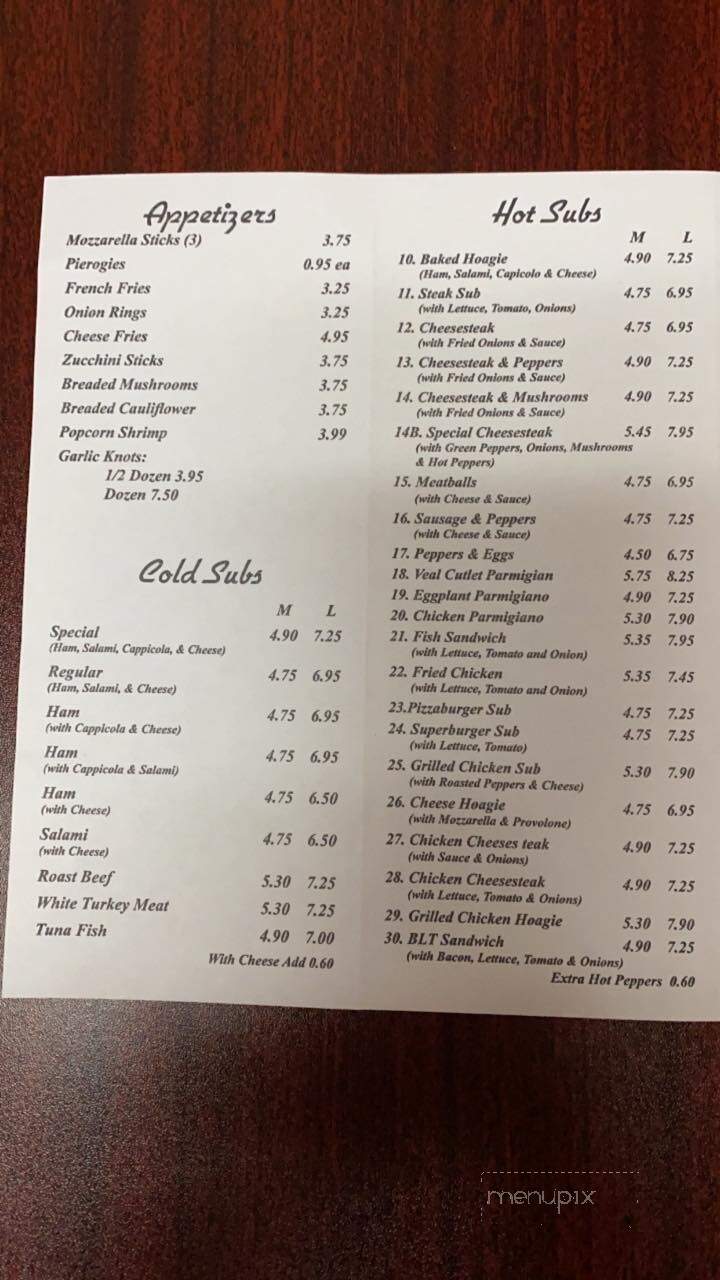 Appetizers
Mozzarella Sticks (3) 3.75
Pierogies 0.95 ea
French Fries 3.25
Onion Rings 3.25
Cheese Fries 4.95
Zucchini Sticks 3.75
Breaded Mushrooms 3.75
Breaded Cauliflower 3.75
Popcorn Shrimp 3.99
Garlic Knots:
1/2 Dozen 3.95
Dozen 7.50
Cold Subs
M L
Special 4.90 7.25
(Ham, Salami, Cappicola, & Cheese)
Regular 4.75 6.95
(Ham, Salami, & Cheese)
Ham 4.75 6.95
(with Cappicola & Cheese)
Ham 4.75 6.95
(with Cappicola & Salami)
Ham 4.75 6.50
(with Cheese)
Salami 4.75 6.50
(with Cheese)
Roast Beef 5.30 7.25
White Turkey Meat 5.30 7.25
Tuna Fish 4.90 7.00
With Cheese Add 0.60
Hot Subs
M L
10. Baked Hoagie 4.90 7.25
(Ham, Salami, Capicolo & Cheese)
11. Steak Sub 4.75 6.95
(with Lettuce, Tomato, Onions)
12. Cheesesteak 4.75 6.95
(with Fried Onions & Sauce)
13. Cheesesteak & Peppers 4.90 7.25
(with Fried Onions & Sauce)
14. Cheesesteak & Mushrooms 4.90 7.25
(with Fried Onions & Sauce)
14B. Special Cheesesteak 5.45 7.95
(with Green Peppers, Onions, Mushrooms
& Hot Peppers)
15. Meatballs 4.75 6.95
(with Cheese & Sauce)
16. Sausage & Peppers 4.75 7.25
(with Cheese & Sauce)
17. Peppers & Eggs 4.50 6.75
18. Veal Cutlet Parmigian 5.75 8.25
19. Eggplant Parmigiano 4.90 7.25
20. Chicken Parmigiano 5.30 7.90
21. Fish Sandwich 5.35 7.95
(with Lettuce, Tomato and Onion)
22. Fried Chicken 5.35 7.45
(with Lettuce, Tomato and Onion)
23.Pizzaburger Sub 4.75 7.25
24. Superburger Sub 4.75 7.25
(with Lettuce, Tomato)
25. Grilled Chicken Sub 5.30 7.90
(with Roasted Peppers & Cheese)
26. Cheese Hoagie 4.75 6.95
(with Mozzarella & Provolone)
27. Chicken Cheeses teak 4.90 7.25
(with Sauce & Onions)
28. Chicken Cheesesteak 4.90 7.25
(with Lettuce, Tomato & Onions)
29. Grilled Chicken Hoagie 5.30 7.90
30. BLT Sandwich 4.90 7.25
(with Bacon, Lettuce, Tomato & Onions)
Extra Hot Peppers 0.60
menupix